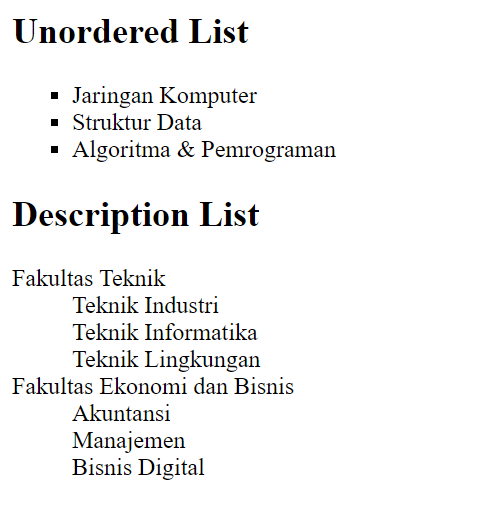 Unordered List
Jaringan Komputer
Struktur Data
Algoritma & Pemrograman
Description List
Fakultas Teknik
Teknik Industri
Teknik Informatika
Teknik Lingkungan
Fakultas Ekonomi dan Bisnis
Akuntansi
Manajemen
Bisnis Digital